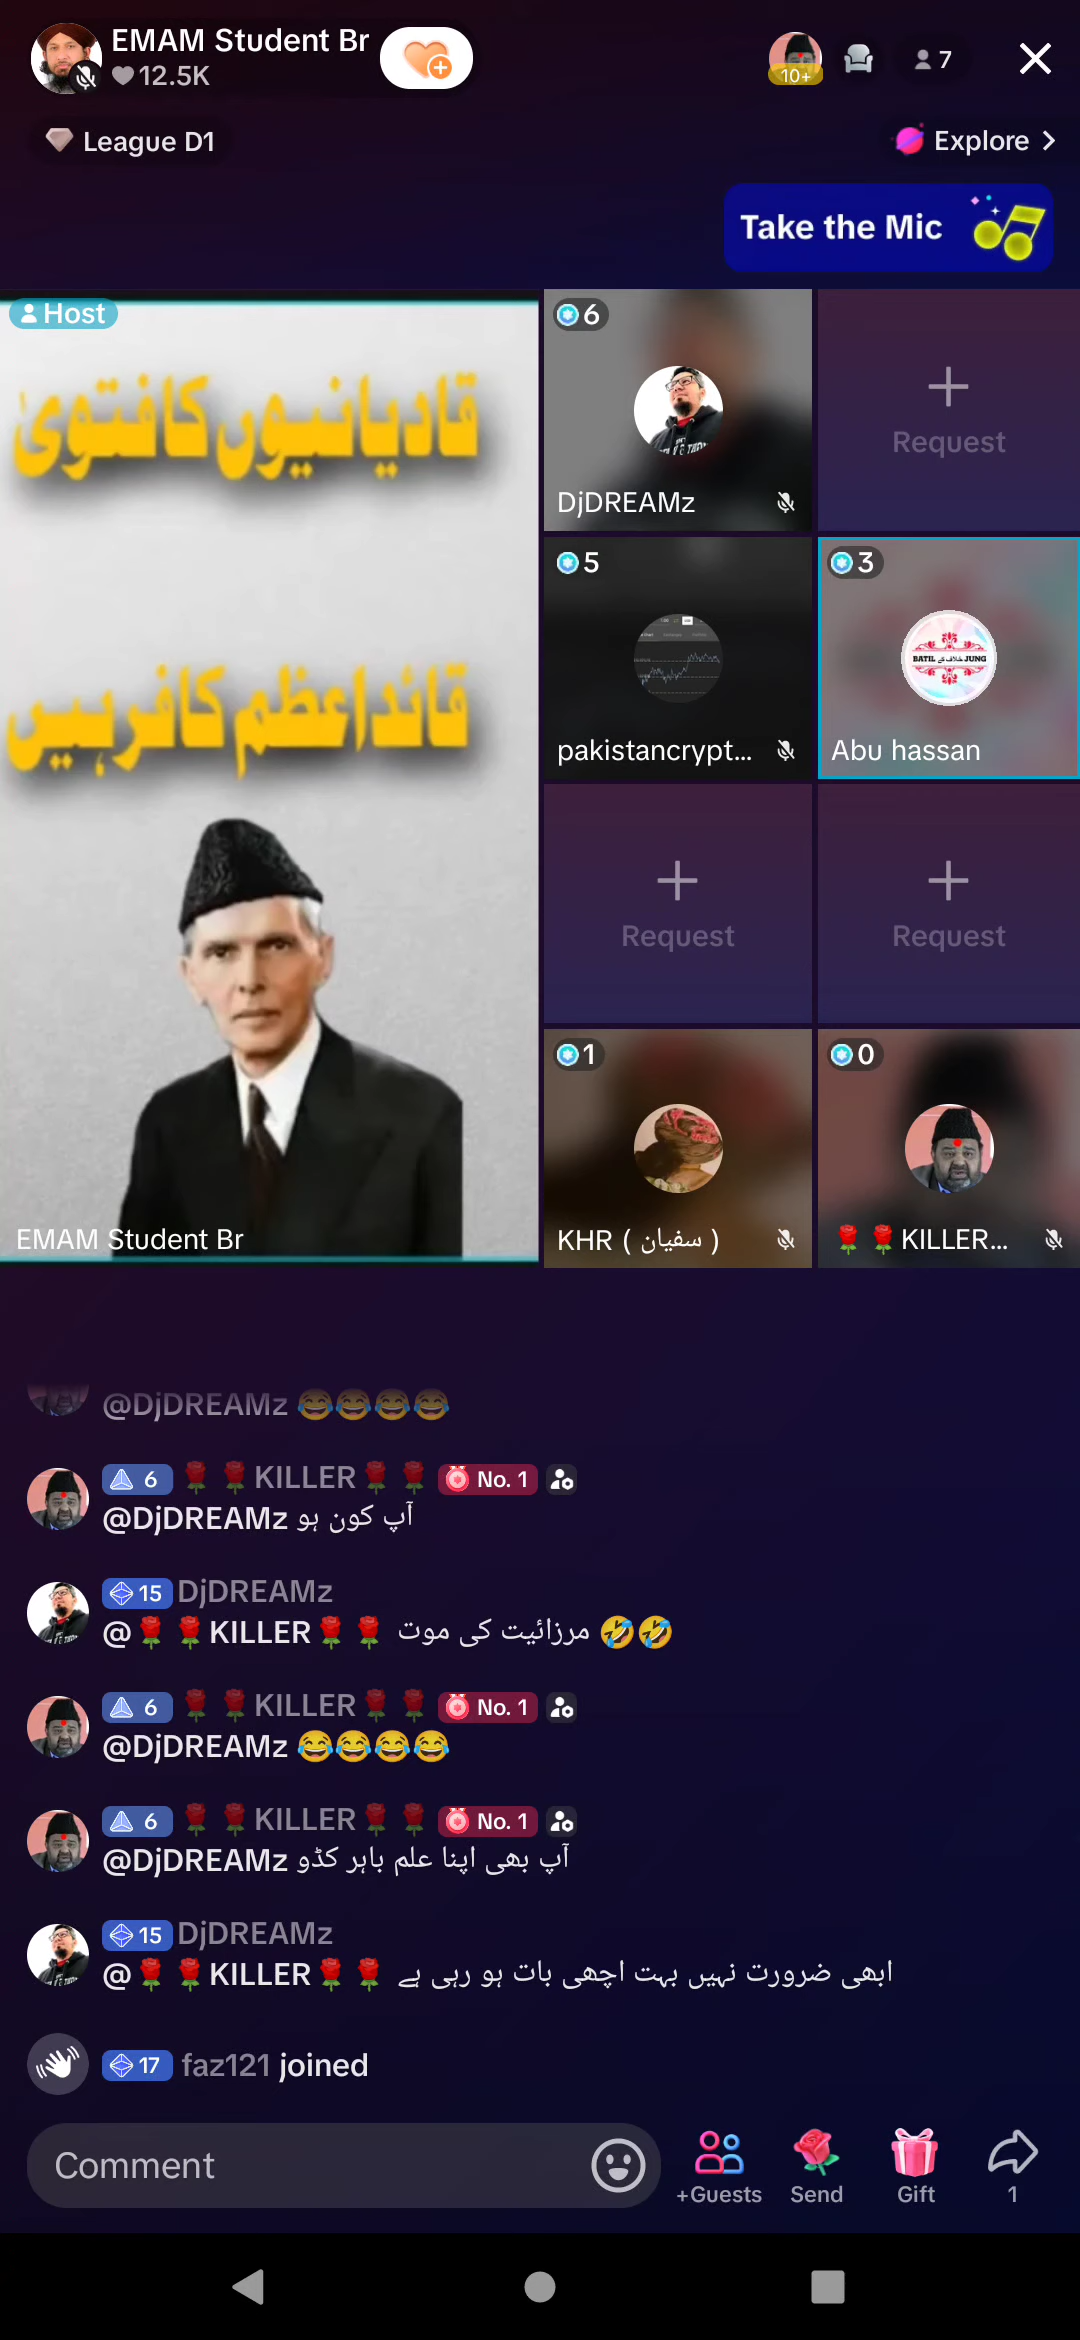 EMAM Student Br
12.5K
10+
7
League D1
Explore
Take the Mic
Host
قادیانیوں کا فتویٰ
قائداعظم کافر ہیں
EMAM Student Br
6
DjDREAMz
Request
5
pakistancrypt...
3
BATIL کے خلاف JUNG
Abu hassan
Request
Request
1
KHR ( سفیان )
0
🌹🌹KILLER...
@DjDREAMz 😂😂😂😂
6 🌹🌹KILLER🌹🌹 No. 1
@DjDREAMz آپ کون ہو
15 DjDREAMz
@🌹🌹KILLER🌹🌹 مرزائیت کی موت 🤣🤣
6 🌹🌹KILLER🌹🌹 No. 1
@DjDREAMz 😂😂😂😂
6 🌹🌹KILLER🌹🌹 No. 1
@DjDREAMz آپ بھی اپنا علم باہر کڈو
15 DjDREAMz
@🌹🌹KILLER🌹🌹 ابھی ضرورت نہیں بہت اچھی بات ہو رہی ہے
17 faz121 joined
Comment
+Guests
Send
Gift
1